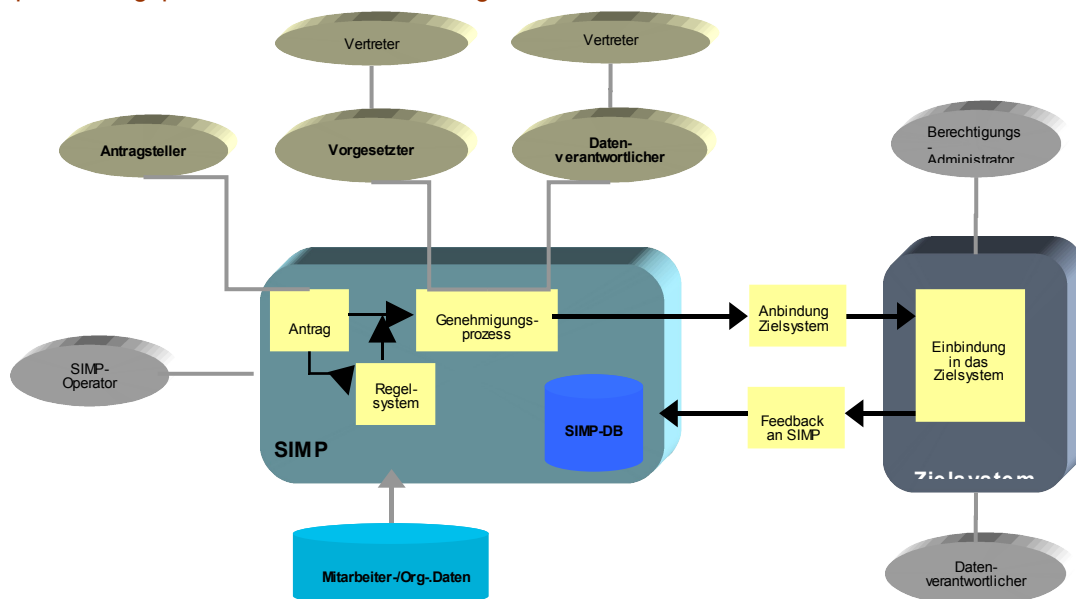 Vertreter
Vertreter
Antragsteller
Vorgesetzter
Daten-
verantwortlicher
Berechtigungs
-
Administrator
Antrag
Genehmigungs-
prozess
Anbindung
Zielsystem
SIMP-
Operator
Regel-
system
Einbindung
in das
Zielsystem
SIMP-DB
Feedback
an SIMP
SIMP
Zielsystem
Mitarbeiter-/Org-.Daten
Daten-
verantwortlicher